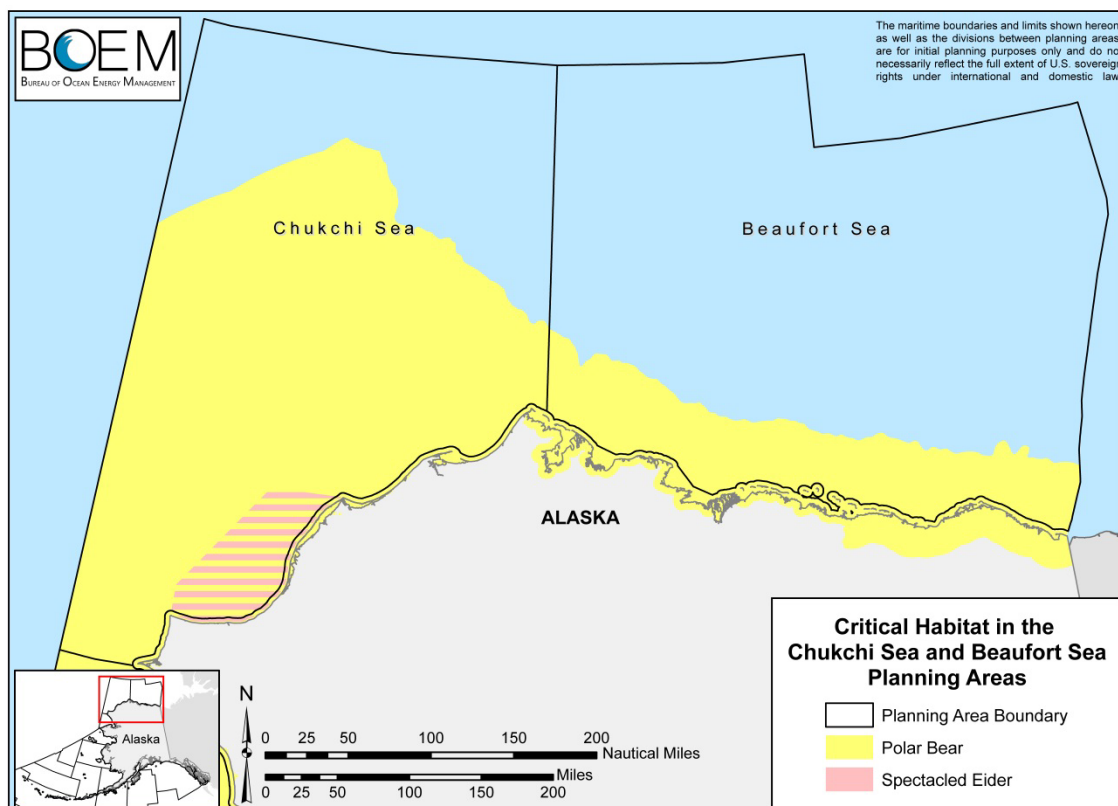 BOEM
BUREAU OF OCEAN ENERGY MANAGEMENT
The maritime boundaries and limits shown hereon
as well as the divisions between planning areas
are for initial planning purposes only and do no
necessarily reflect the full extent of U.S. sovereign
rights under international and domestic law
Chukchi Sea
Beaufort Sea
ALASKA
Critical Habitat in the
Chukchi Sea and Beaufort Sea
Planning Areas
Planning Area Boundary
Polar Bear
Spectacled Eider
Alaska
N
0 25 50 100 150 200
Nautical Miles
Miles
0 25 50 100 150 200